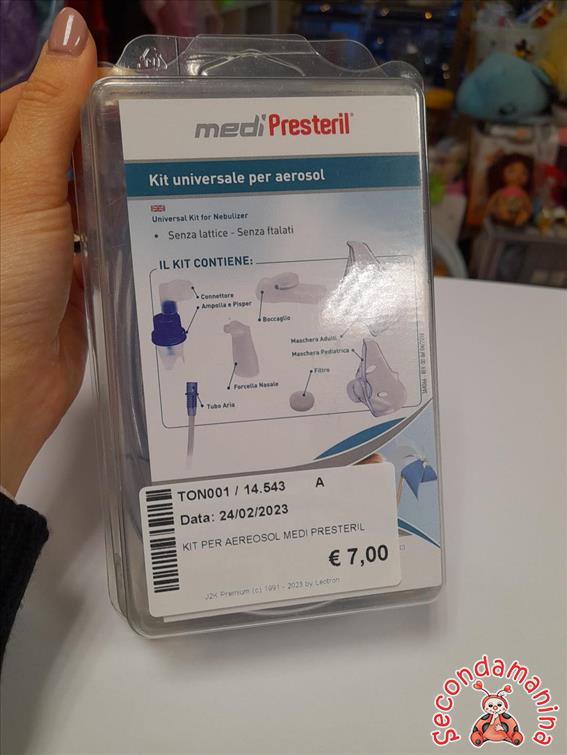 medi Presteril®
Kit universale per aerosol
Universal Kit for Nebulizer
• Senza lattice - Senza ftalati
IL KIT CONTIENE:
Connettore
Ampolla e Pisper
Boccaglio
Maschera Adulti
Maschera Pediatrica
Forcella Nasale
Filtro
Tubo Aria
TON001 / 14.543 A
Data: 24/02/2023
KIT PER AEREOSOL MEDI PRESTERIL
€ 7,00
J2K Premium (c) 1991 - 2023 by Leotron
Secondamanina